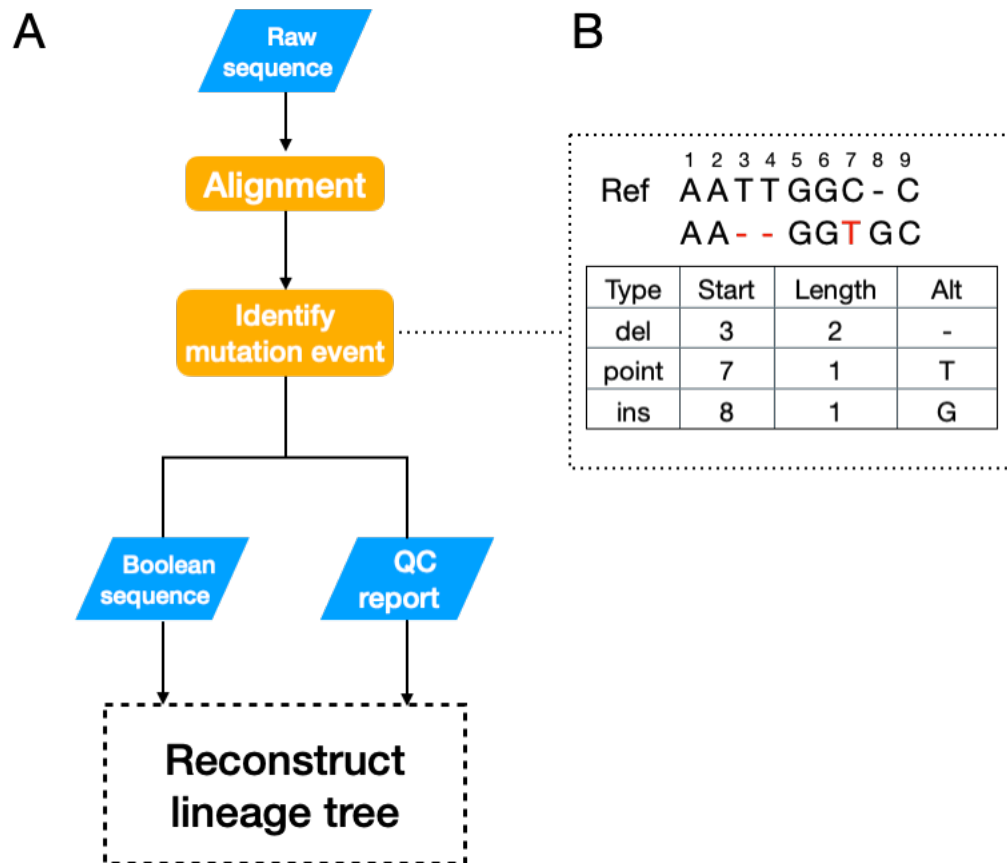 A
Raw
sequence
Alignment
Identify
mutation event
Boolean
sequence
QC
report
Reconstruct
lineage tree
B
1 2 3 4 5 6 7 8 9
Ref A A T T G G C - C
A A - - G G T G C
Type Start Length Alt
del 3 2 -
point 7 1 T
ins 8 1 G